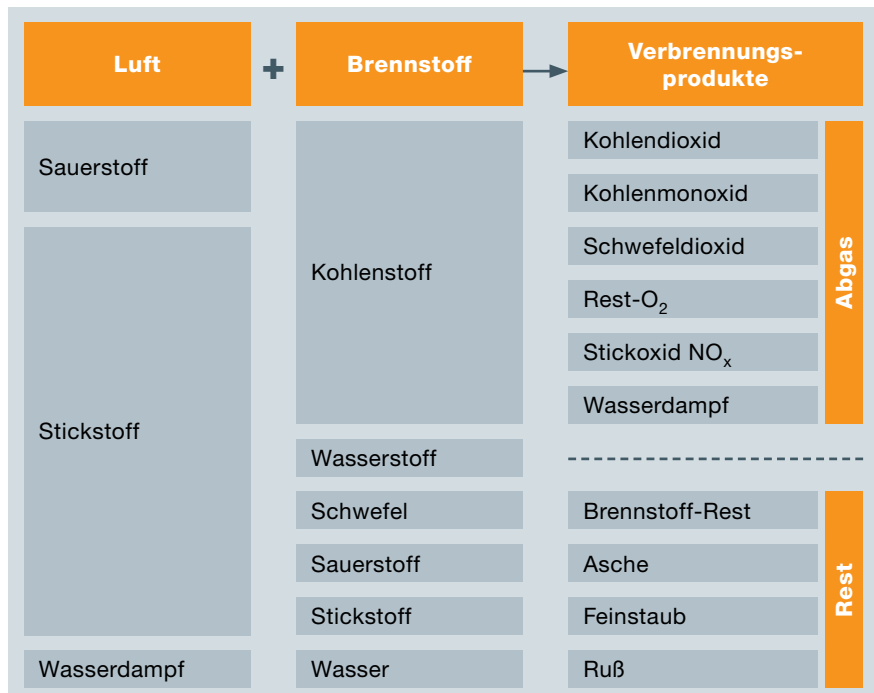 Luft
+
Brennstoff
Verbrennungs-
produkte
Sauerstoff
Stickstoff
Wasserdampf
Kohlenstoff
Wasserstoff
Schwefel
Sauerstoff
Stickstoff
Wasser
Kohlendioxid
Kohlenmonoxid
Schwefeldioxid
Rest-O₂
Stickoxid NOₓ
Wasserdampf
Abgas
Brennstoff-Rest
Asche
Feinstaub
Ruß
Rest